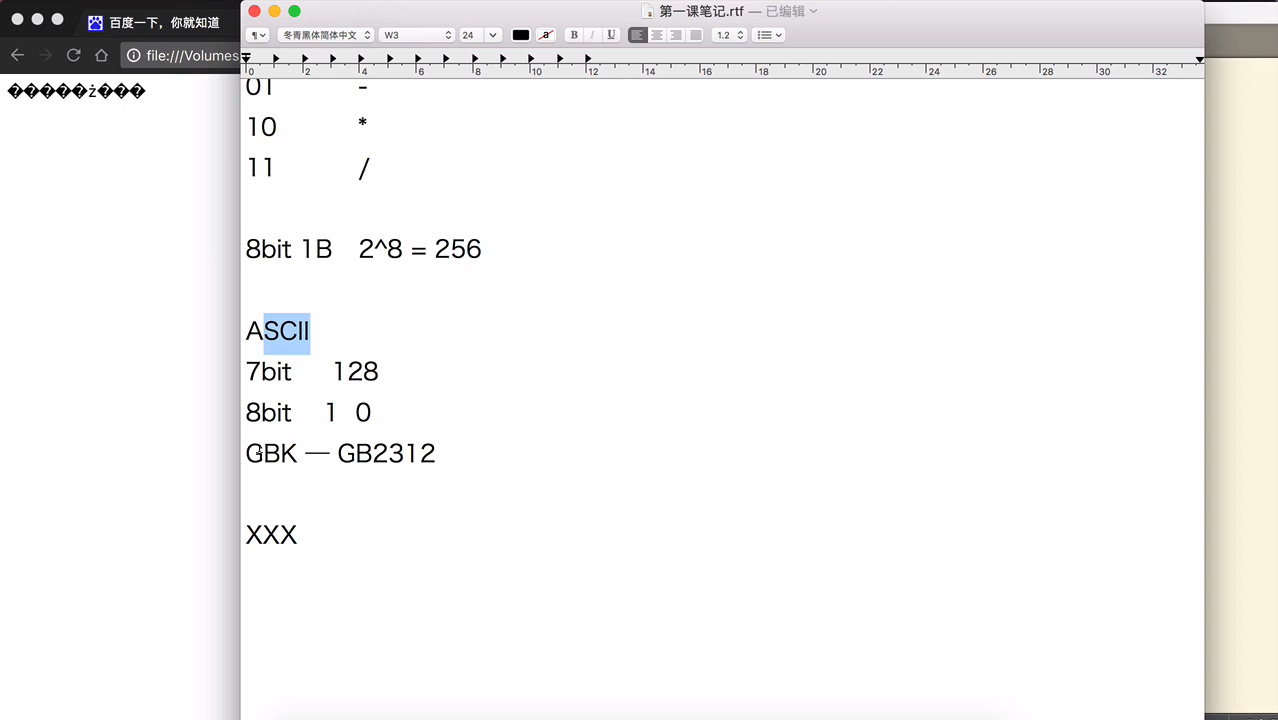 百度一下，你就知道
file:///Volumes
�����ż���
第一课笔记.rtf — 已编辑
冬青黑体简体中文 W3 24 a B I U 1.2
0 2 4 6 8 10 12 14 16 18 20 22 24 26 28 30 32
01 -
10 *
11 /
8bit 1B 2^8 = 256
ASCII
7bit 128
8bit 1 0
GBK — GB2312
XXX